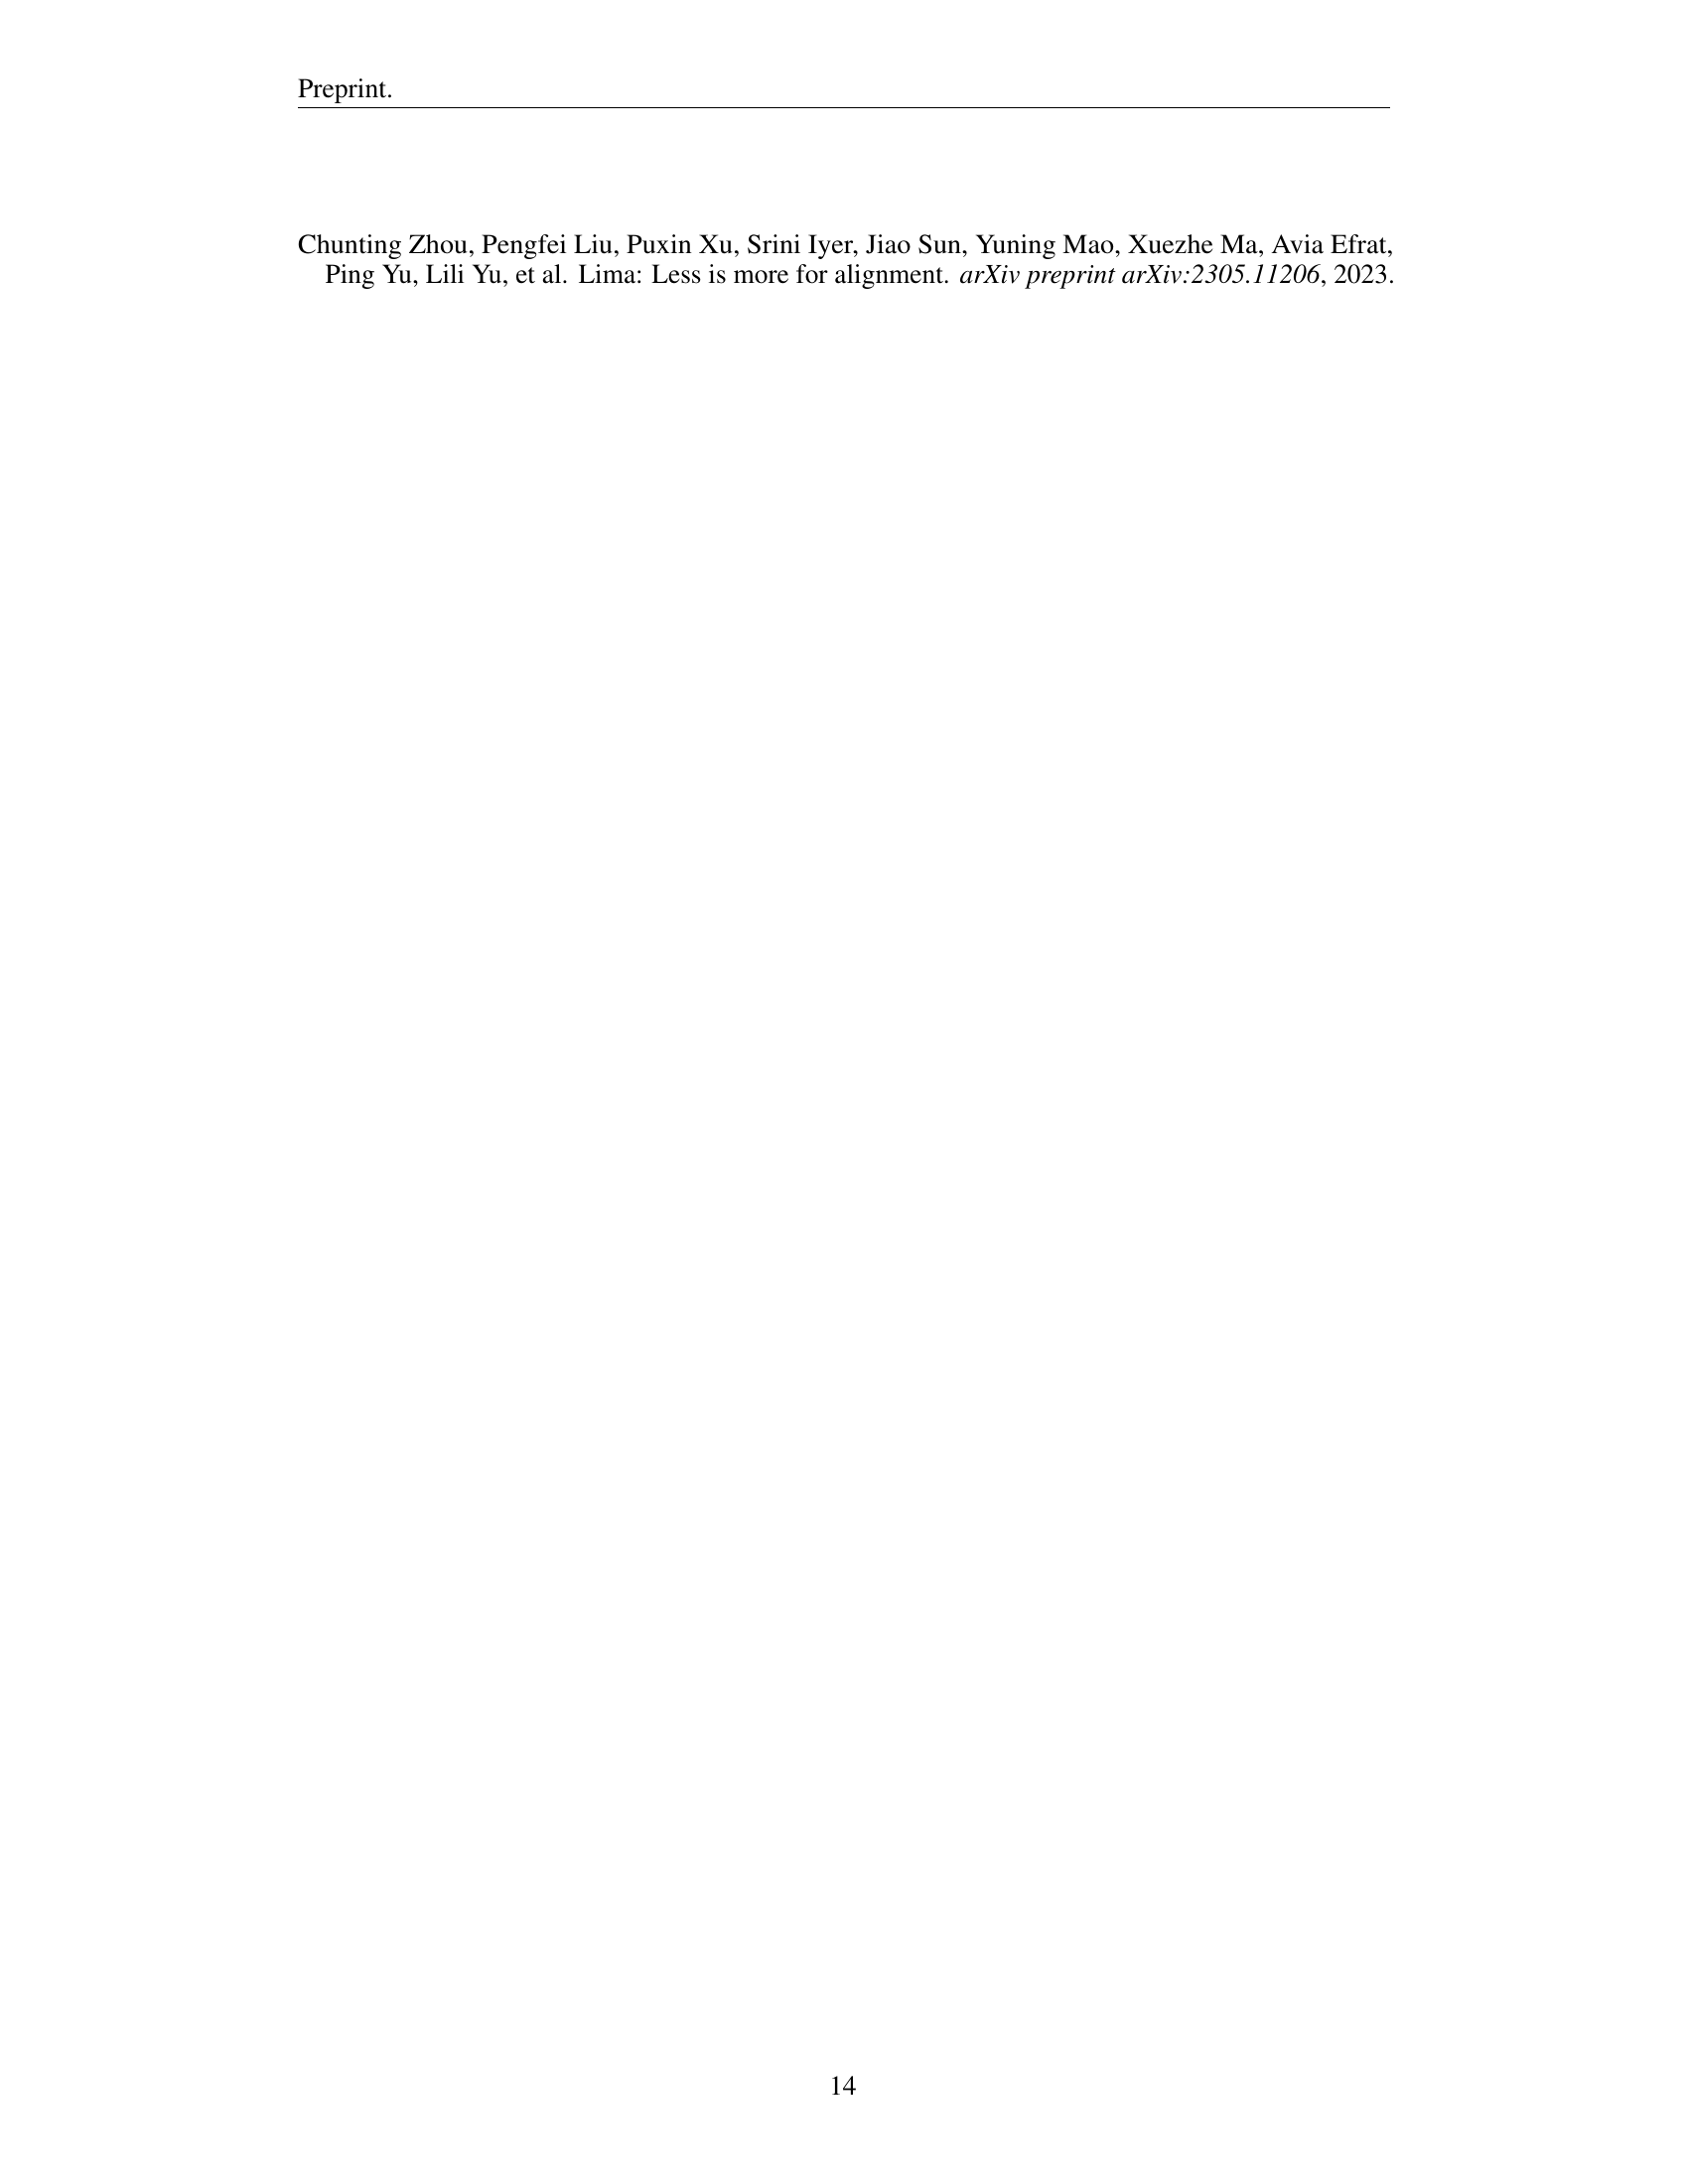 Preprint.
Chunting Zhou, Pengfei Liu, Puxin Xu, Srini Iyer, Jiao Sun, Yuning Mao, Xuezhe Ma, Avia Efrat,
Ping Yu, Lili Yu, et al. Lima: Less is more for alignment. arXiv preprint arXiv:2305.11206, 2023.
14